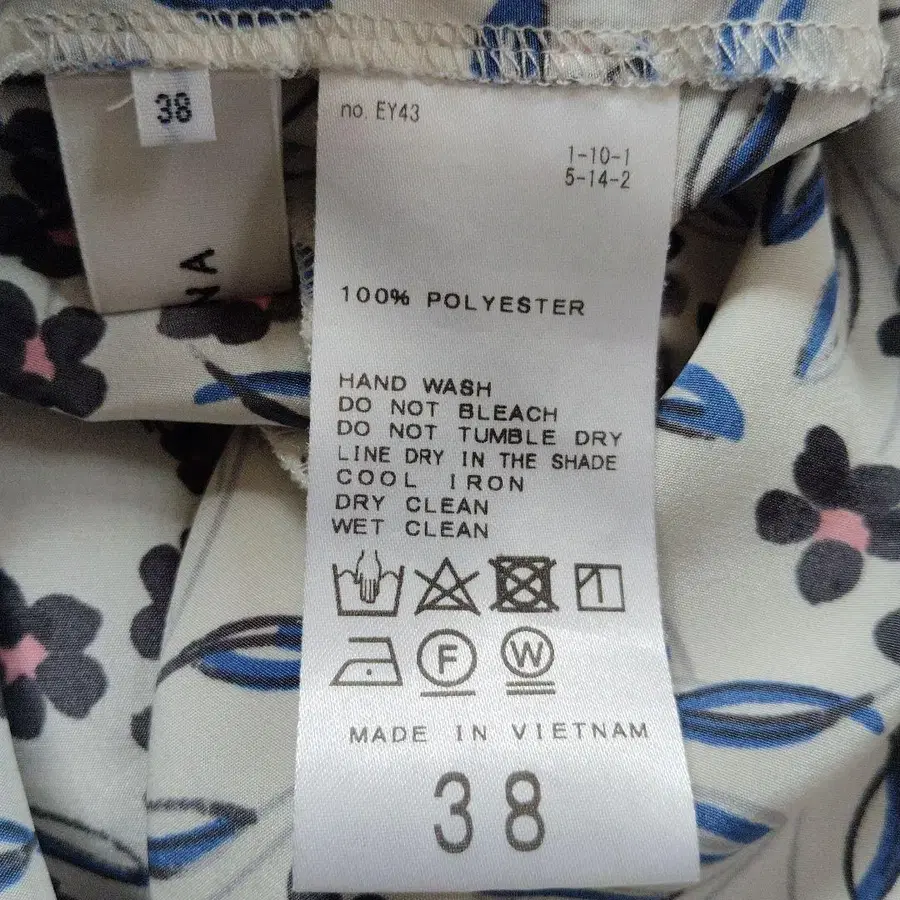 38
NA
no. EY43
1-10-1
5-14-2
100% POLYESTER
HAND WASH
DO NOT BLEACH
DO NOT TUMBLE DRY
LINE DRY IN THE SHADE
COOL IRON
DRY CLEAN
WET CLEAN
F
W
MADE IN VIETNAM
38